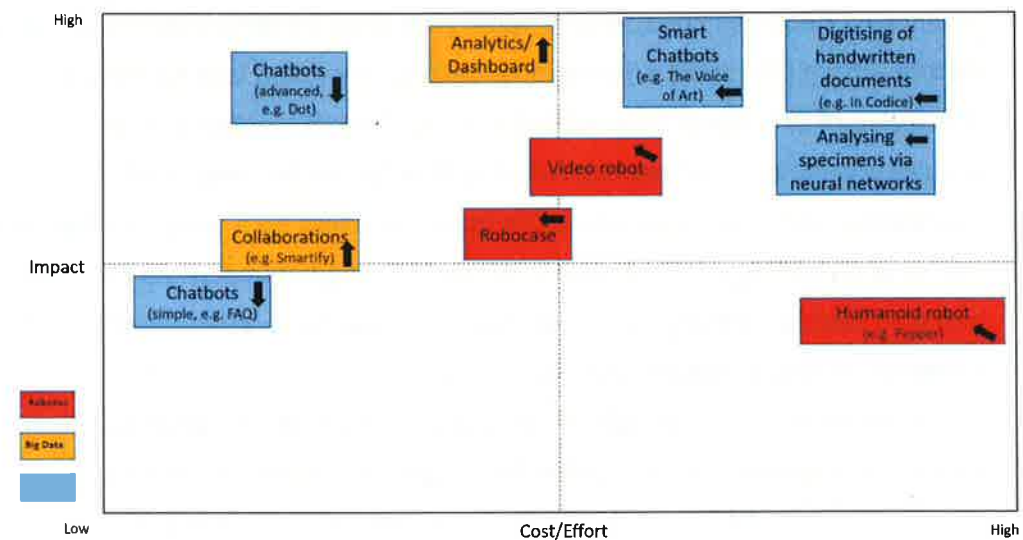 High
Smart
Chatbots
(e.g. The Voice
of Art)
Digitising of
handwritten
documents
(e.g. In Codice)
Analytics/
Dashboard
Chatbots
(advanced,
e.g. Dot)
Analysing
specimens via
neural networks
Video robot
Robocase
Collaborations
(e.g. Smartify)
Impact
Chatbots
(simple, e.g. FAQ)
Humanoid robot
(e.g. Pepper)
Robotics
Big Data
Low
Cost/Effort
High